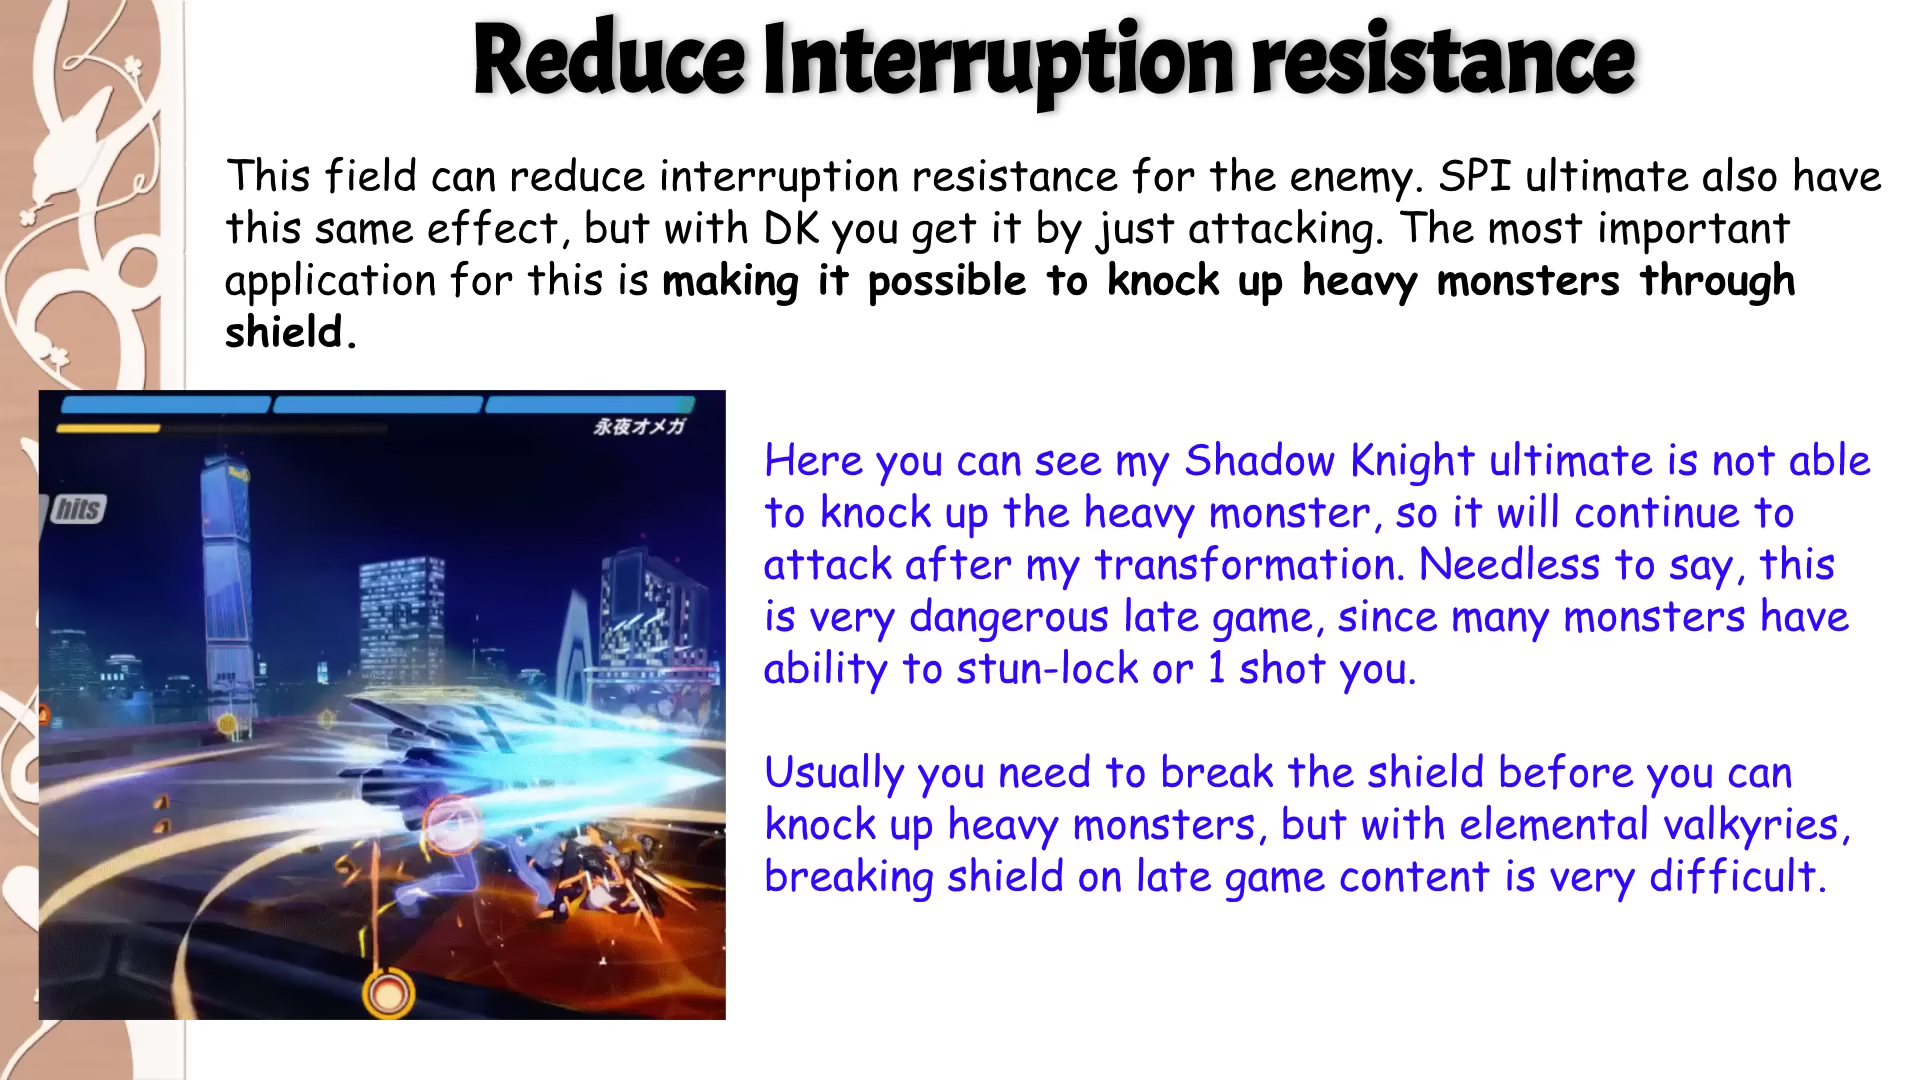 Reduce Interruption resistance
This field can reduce interruption resistance for the enemy. SPI ultimate also have
this same effect, but with DK you get it by just attacking. The most important
application for this is making it possible to knock up heavy monsters through
shield.
永夜オメガ
hits
Here you can see my Shadow Knight ultimate is not able
to knock up the heavy monster, so it will continue to
attack after my transformation. Needless to say, this
is very dangerous late game, since many monsters have
ability to stun-lock or 1 shot you.
Usually you need to break the shield before you can
knock up heavy monsters, but with elemental valkyries,
breaking shield on late game content is very difficult.